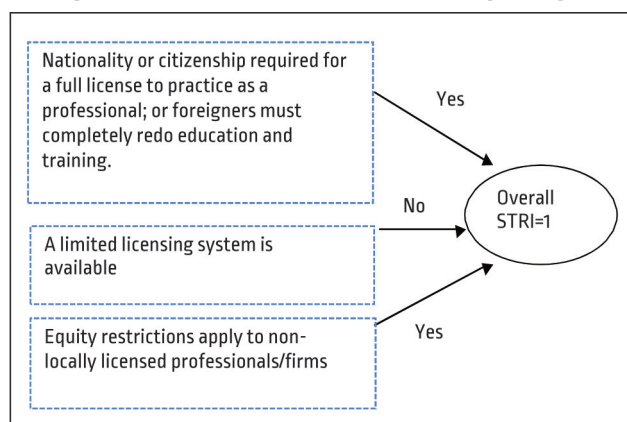 Nationality or citizenship required for
a full license to practice as a
professional; or foreigners must
completely redo education and
training.
Yes
Overall
STRI=1
No
A limited licensing system is
available
Equity restrictions apply to non-
locally licensed professionals/firms
Yes